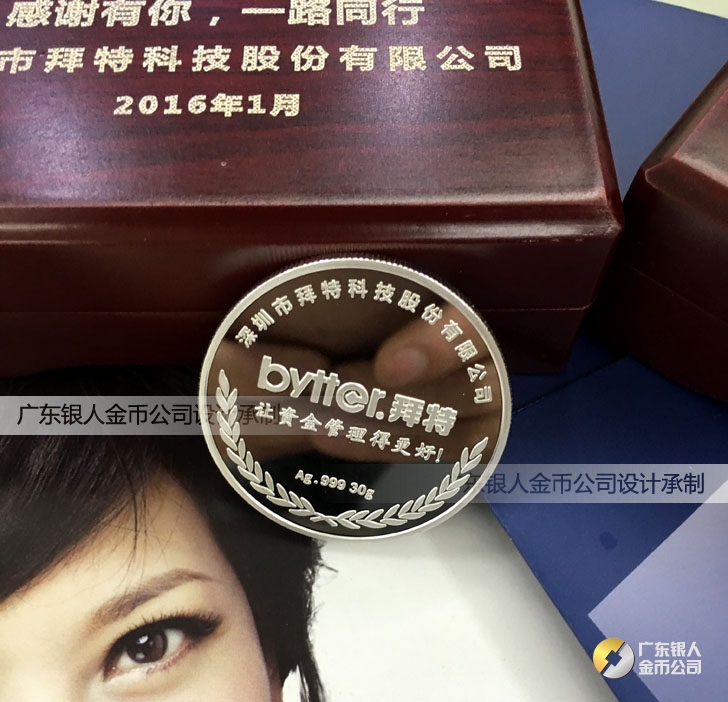 感谢有你，一路同行
市拜特科技股份有限公司
2016年1月
深圳市拜特科技股份有限公司
bytter.拜特
让资金管理得更好!
Ag.999 30g
广东银人金币公司设计承制
东银人金币公司设计承制
广东银人
金币公司